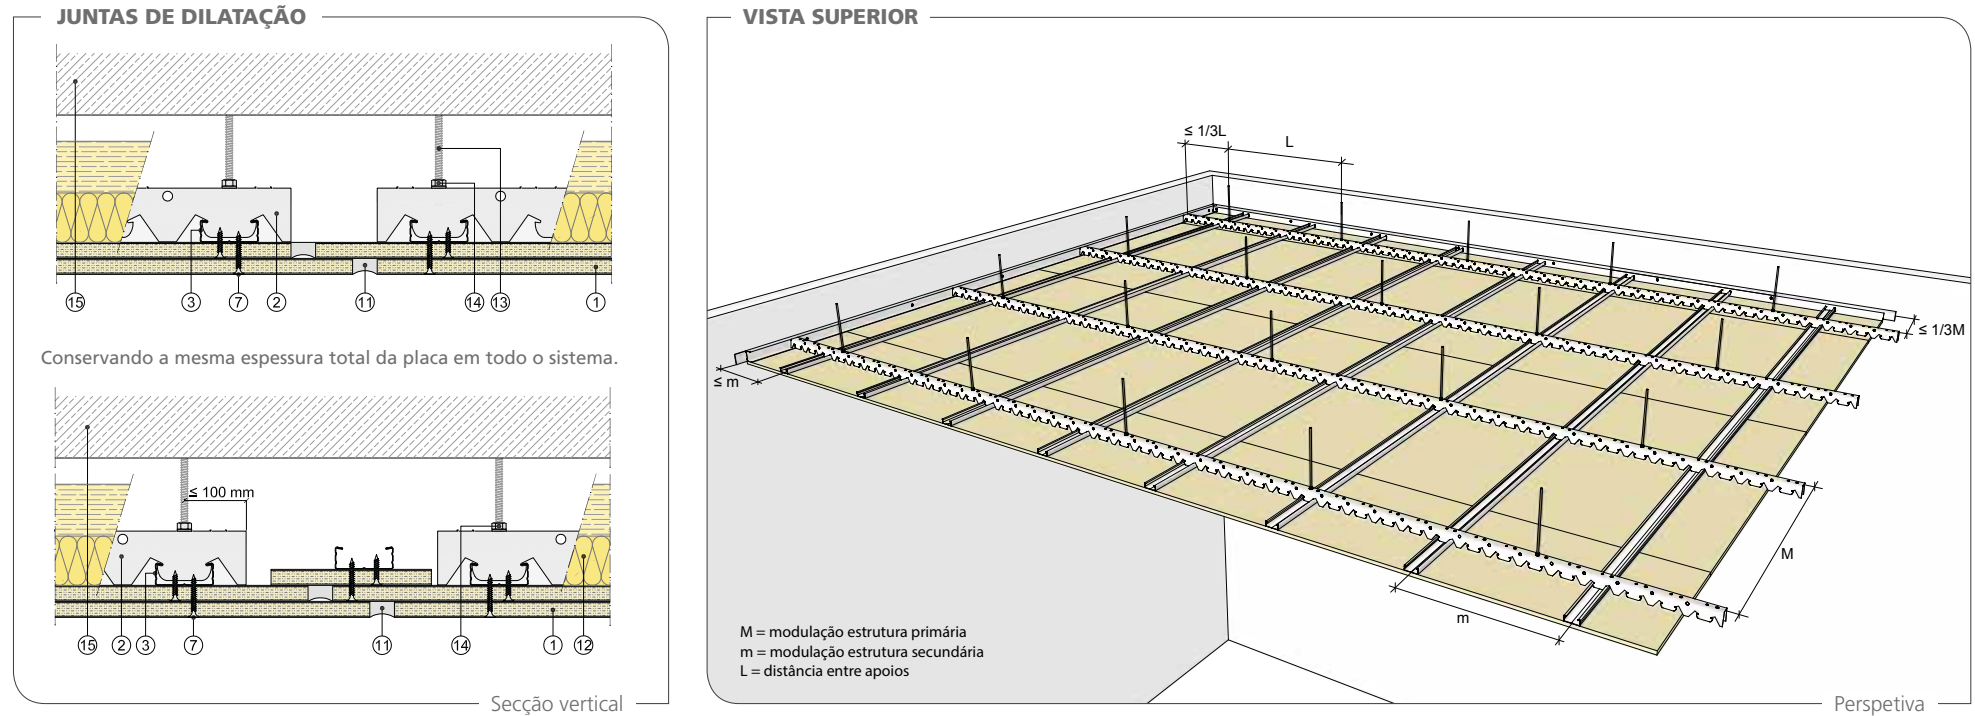 JUNTAS DE DILATAÇÃO
15
3
7
2
11
14
13
1
Conservando a mesma espessura total da placa em todo o sistema.
≤ 100 mm
15
2
3
7
11
14
1
12
Secção vertical
VISTA SUPERIOR
≤ 1/3L
L
≤ 1/3M
≤ m
M
m
M = modulação estrutura primária
m = modulação estrutura secundária
L = distância entre apoios
Perspetiva